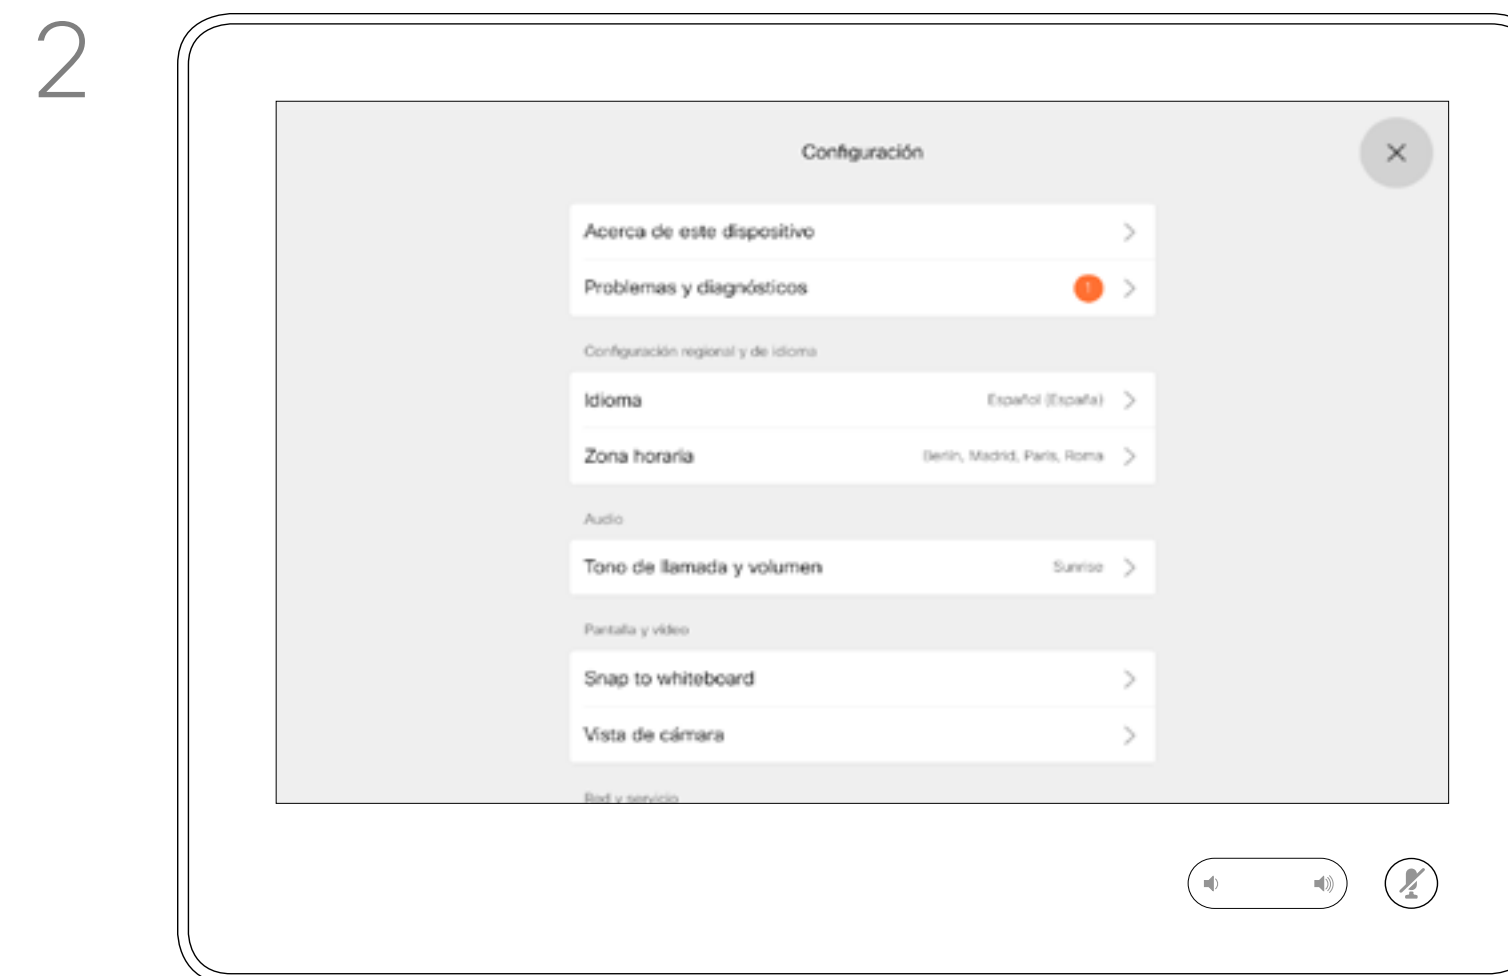 2
Configuración
Acerca de este dispositivo
Problemas y diagnósticos 1
Configuración regional y de idioma
Idioma Español (España)
Zona horaria Berlín, Madrid, París, Roma
Audio
Tono de llamada y volumen Sunrise
Pantalla y vídeo
Snap to whiteboard
Vista de cámara
Red y servicio